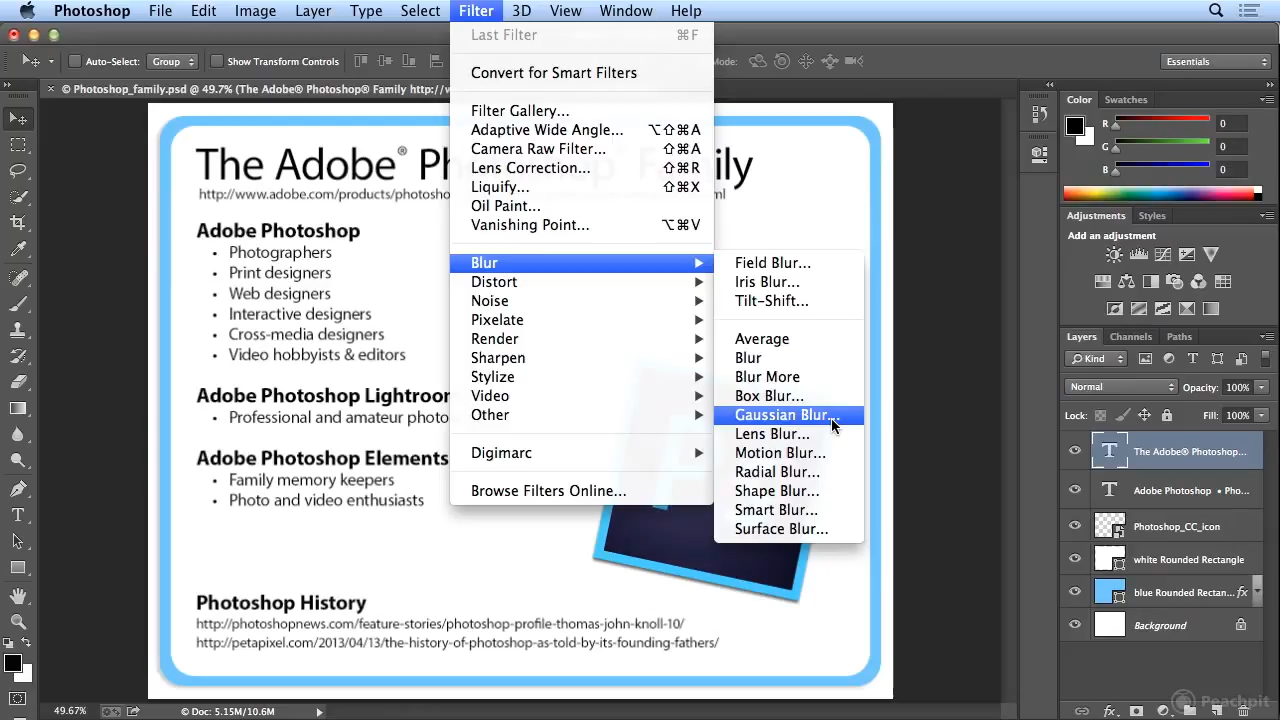 Photoshop File Edit Image Layer Type Select Filter 3D View Window Help
Auto-Select: Group Show Transform Controls Mode: Essentials
× © Photoshop_family.psd @ 49.7% (The Adobe® Photoshop® Family http://w
Last Filter ⌘F
Convert for Smart Filters
Filter Gallery...
Adaptive Wide Angle... ⌥⇧⌘A
Camera Raw Filter... ⇧⌘A
Lens Correction... ⇧⌘R
Liquify... ⇧⌘X
Oil Paint...
Vanishing Point... ⌥⌘V
Blur
Distort
Noise
Pixelate
Render
Sharpen
Stylize
Video
Other
Digimarc
Browse Filters Online...
Field Blur...
Iris Blur...
Tilt-Shift...
Average
Blur
Blur More
Box Blur...
Gaussian Blur...
Lens Blur...
Motion Blur...
Radial Blur...
Shape Blur...
Smart Blur...
Surface Blur...
The Adobe® Photoshop® Family
http://www.adobe.com/products/photosho ml
Adobe Photoshop
• Photographers
• Print designers
• Web designers
• Interactive designers
• Cross-media designers
• Video hobbyists & editors
Adobe Photoshop Lightroom
• Professional and amateur photo
Adobe Photoshop Elements
• Family memory keepers
• Photo and video enthusiasts
Photoshop History
http://photoshopnews.com/feature-stories/photoshop-profile-thomas-john-knoll-10/
http://petapixel.com/2013/04/13/the-history-of-photoshop-as-told-by-its-founding-fathers/
Color Swatches
R 0
G 0
B 0
Adjustments Styles
Add an adjustment
Layers Channels Paths
Kind
Normal Opacity: 100%
Lock: Fill: 100%
The Adobe® Photoshop...
Adobe Photoshop • Pho...
Photoshop_CC_icon
white Rounded Rectangle
blue Rounded Rectan... fx
Background
fx.
49.67% © Doc: 5.15M/10.6M
Peachpit